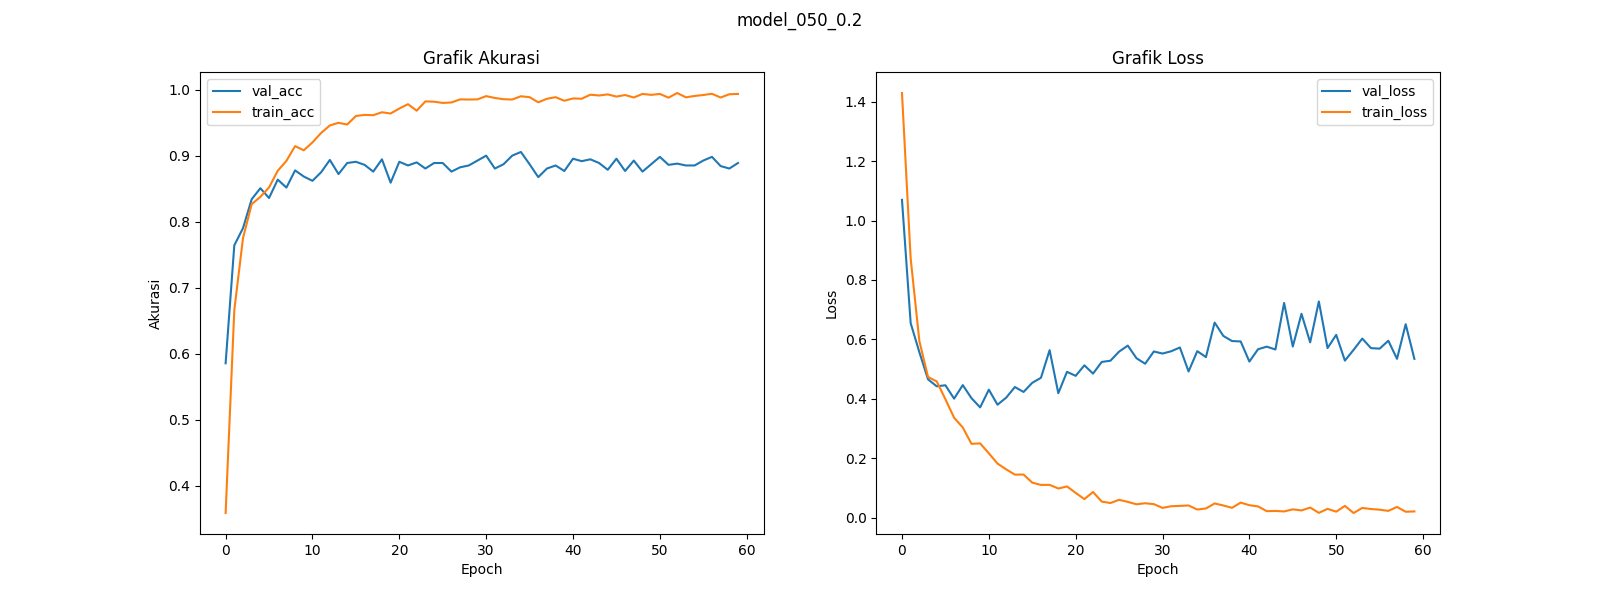 model_050_0.2
Grafik Akurasi
val_acc
train_acc
1.0
0.9
0.8
0.7
0.6
0.5
0.4
Akurasi
0 10 20 30 40 50 60
Epoch
Grafik Loss
val_loss
train_loss
1.4
1.2
1.0
0.8
0.6
0.4
0.2
0.0
Loss
0 10 20 30 40 50 60
Epoch